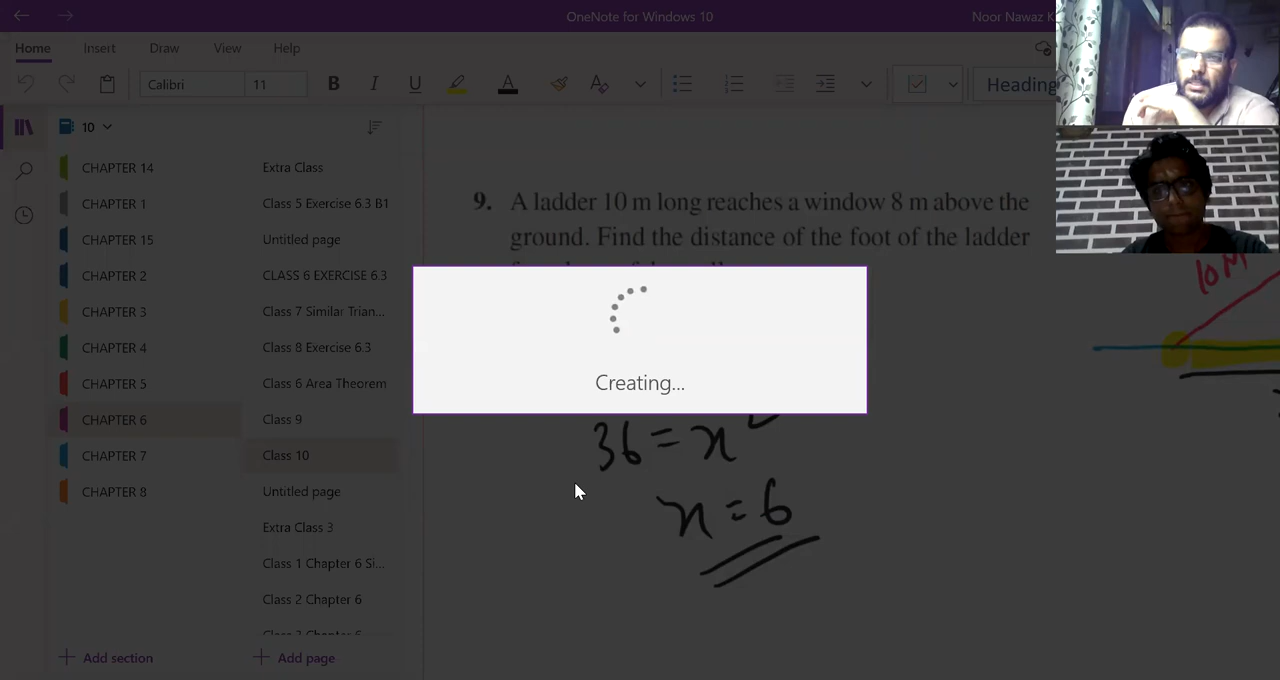 OneNote for Windows 10
Noor Nawaz K
Home Insert Draw View Help
Calibri 11 B I U A Heading
10
CHAPTER 14
CHAPTER 1
CHAPTER 15
CHAPTER 2
CHAPTER 3
CHAPTER 4
CHAPTER 5
CHAPTER 6
CHAPTER 7
CHAPTER 8
Add section
Extra Class
Class 5 Exercise 6.3 B1
Untitled page
CLASS 6 EXERCISE 6.3
Class 7 Similar Trian...
Class 8 Exercise 6.3
Class 6 Area Theorem
Class 9
Class 10
Untitled page
Extra Class 3
Class 1 Chapter 6 Si...
Class 2 Chapter 6
Add page
9. A ladder 10 m long reaches a window 8 m above the
ground. Find the distance of the foot of the ladder
10M
Creating...
36 = x²
x = 6